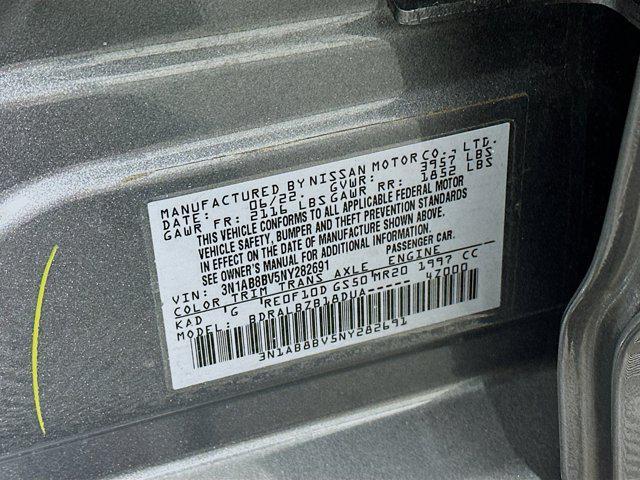 MANUFACTURED BY NISSAN MOTOR CO., LTD.
DATE: 06/22, GVWR: 3957 LBS
GAWR FR: 2116 LBS GAWR RR: 1852 LBS
THIS VEHICLE CONFORMS TO ALL APPLICABLE FEDERAL MOTOR
VEHICLE SAFETY, BUMPER AND THEFT PREVENTION STANDARDS
IN EFFECT ON THE DATE OF MANUFACTURE SHOWN ABOVE.
SEE OWNER'S MANUAL FOR ADDITIONAL INFORMATION.
VIN: 3N1AB8BV5NY282691 PASSENGER CAR.
COLOR TRIM TRANS AXLE ENGINE
KAD G RE0F10D GS50 MR20 1997 CC
MODEL: BDRALBZB18DUA---- 4Z000
3N1AB8BV5NY282691